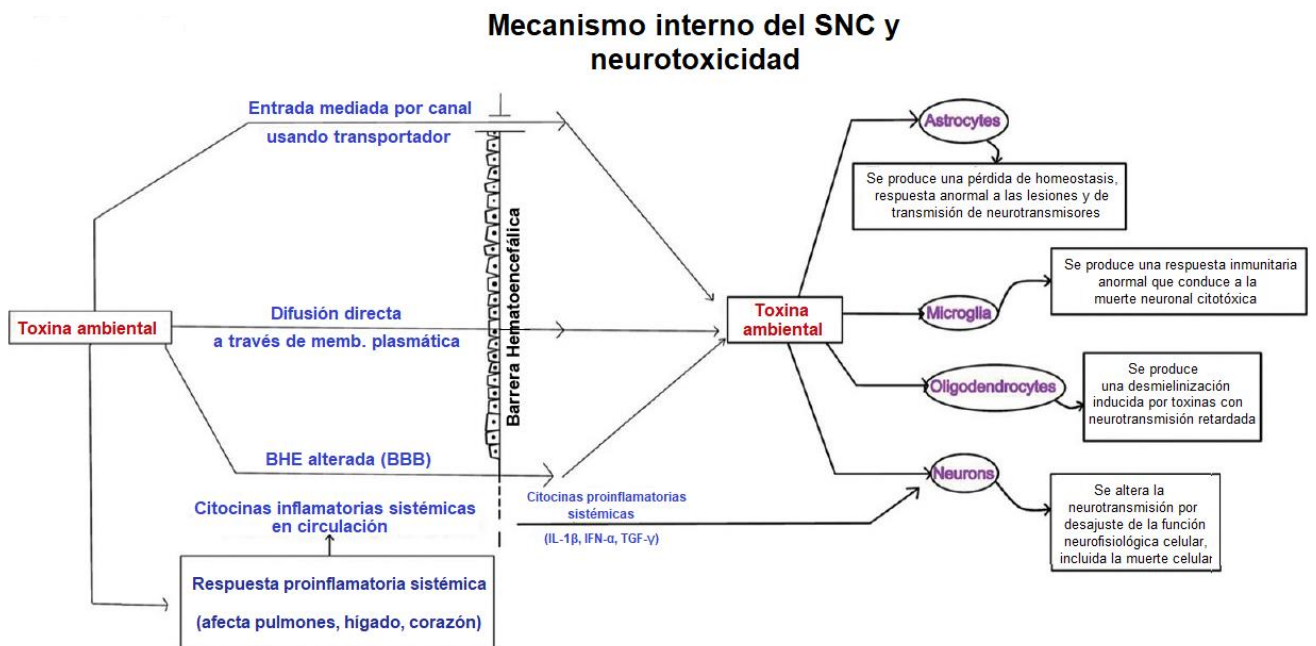 Mecanismo interno del SNC y
neurotoxicidad
Entrada mediada por canal
usando transportador
Astrocytes
Se produce una pérdida de homeostasis,
respuesta anormal a las lesiones y de
transmisión de neurotransmisores
Barrera Hematoencefálica
Toxina ambiental
Difusión directa
a través de memb. plasmática
Toxina
ambiental
Microglia
Se produce una respuesta inmunitaria
anormal que conduce a la
muerte neuronal citotóxica
Oligodendrocytes
Se produce
una desmielinización
inducida por toxinas con
neurotransmisión retardada
BHE alterada (BBB)
Neurons
Citocinas inflamatorias sistémicas
en circulación
Citocinas proinflamatorias
sistémicas
(IL-1β, IFN-α, TGF-γ)
Se altera la
neurotransmisión por
desajuste de la función
neurofisiológica celular,
incluida la muerte celular
Respuesta proinflamatoria sistémica
(afecta pulmones, hígado, corazón)